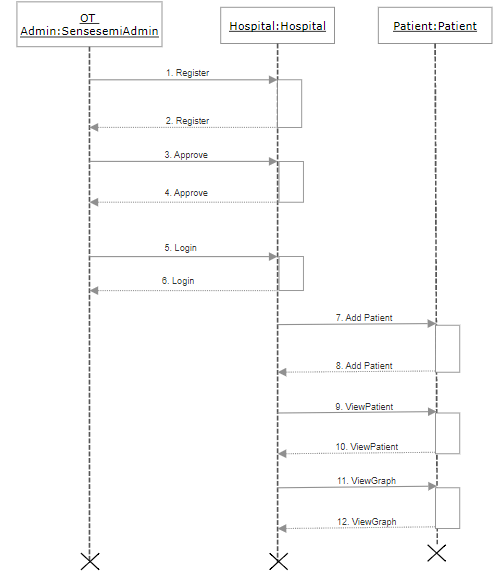 OT
Admin:SensesemiAdmin
Hospital:Hospital
Patient:Patient
1. Register
2. Register
3. Approve
4. Approve
5. Login
6. Login
7. Add Patient
8. Add Patient
9. ViewPatient
10. ViewPatient
11. ViewGraph
12. ViewGraph